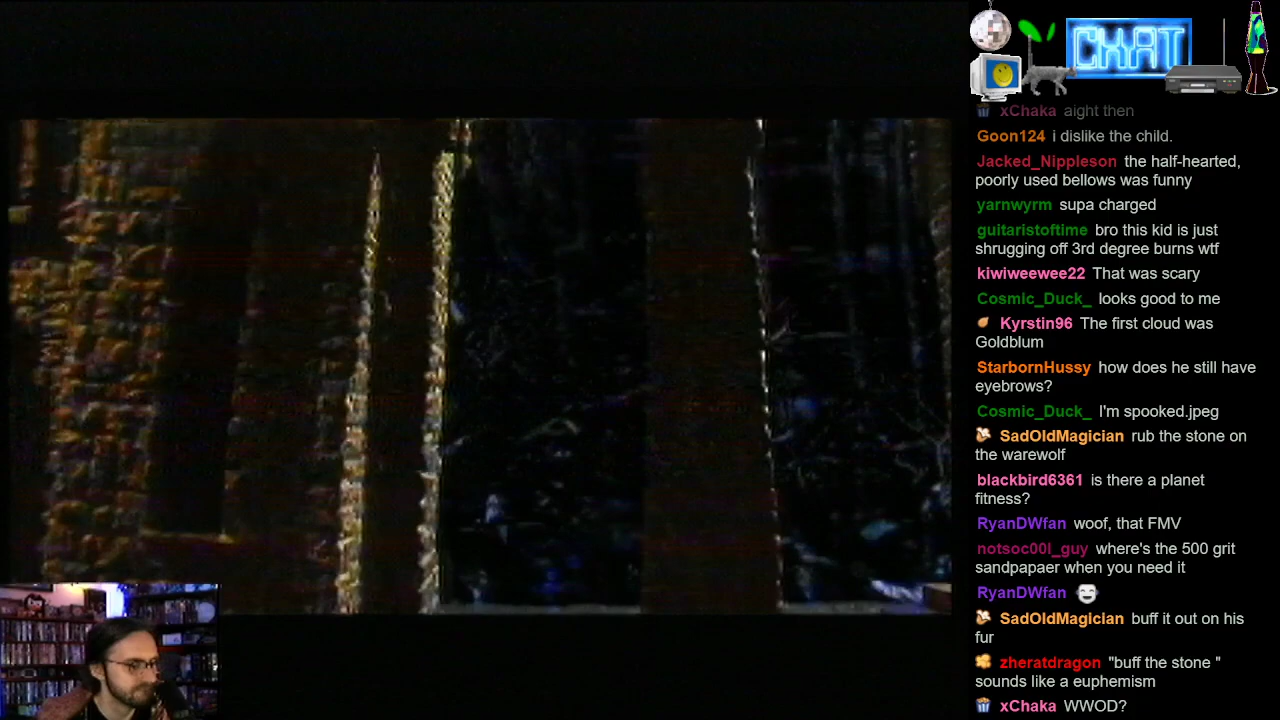 CHAT
xChaka aight then
Goon124 i dislike the child.
Jacked_Nippleson the half-hearted,
poorly used bellows was funny
yarnwyrm supa charged
guitaristoftime bro this kid is just
shrugging off 3rd degree burns wtf
kiwiweewee22 That was scary
Cosmic_Duck_ looks good to me
Kyrstin96 The first cloud was
Goldblum
StarbornHussy how does he still have
eyebrows?
Cosmic_Duck_ I'm spooked.jpeg
SadOldMagician rub the stone on
the warewolf
blackbird6361 is there a planet
fitness?
RyanDWfan woof, that FMV
notsoc00l_guy where's the 500 grit
sandpapaer when you need it
RyanDWfan
SadOldMagician buff it out on his
fur
zheratdragon "buff the stone "
sounds like a euphemism
xChaka WWOD?